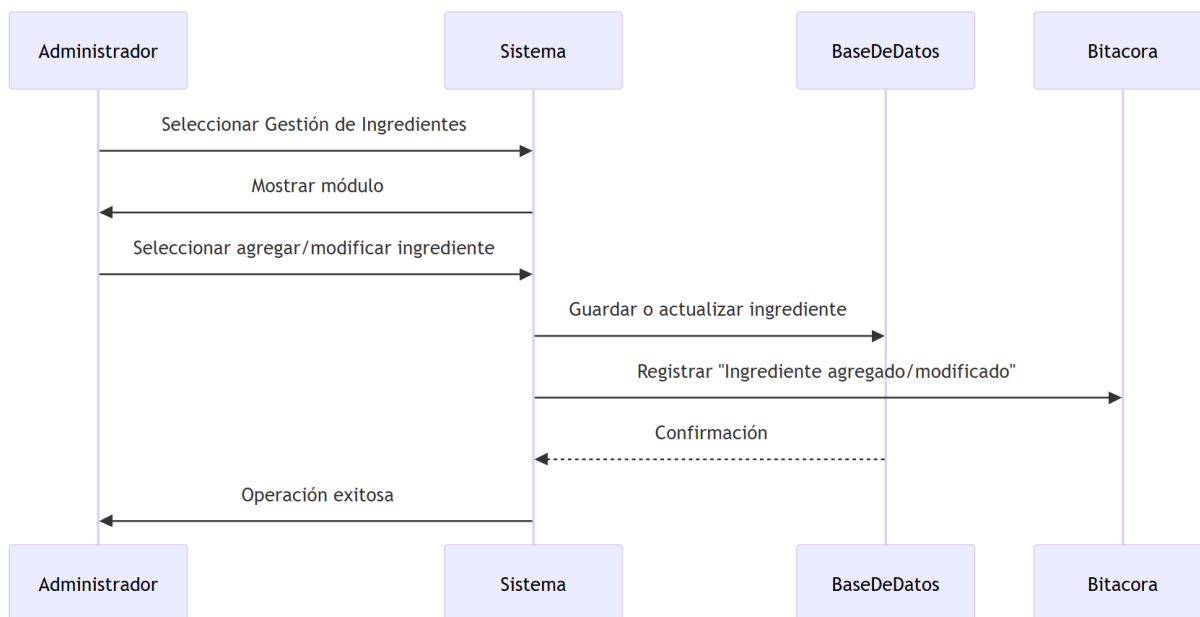 Administrador
Sistema
BaseDeDatos
Bitacora
Seleccionar Gestión de Ingredientes
Mostrar módulo
Seleccionar agregar/modificar ingrediente
Guardar o actualizar ingrediente
Registrar "Ingrediente agregado/modificado"
Confirmación
Operación exitosa
Administrador
Sistema
BaseDeDatos
Bitacora